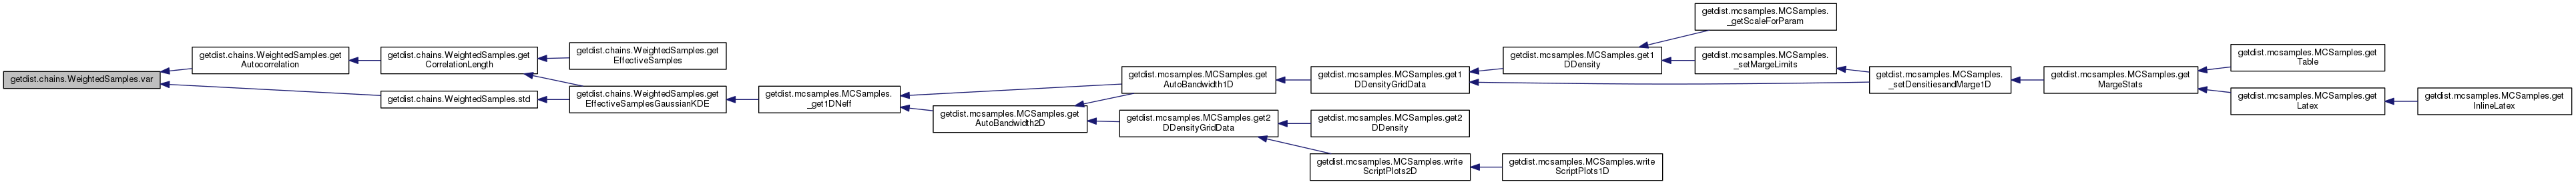 getdist.chains.WeightedSamples.var
getdist.chains.WeightedSamples.get
Autocorrelation
getdist.chains.WeightedSamples.get
CorrelationLength
getdist.chains.WeightedSamples.get
EffectiveSamples
getdist.chains.WeightedSamples.std
getdist.chains.WeightedSamples.get
EffectiveSamplesGaussianKDE
getdist.mcsamples.MCSamples.
_get1DNeff
getdist.mcsamples.MCSamples.get
AutoBandwidth1D
getdist.mcsamples.MCSamples.get
AutoBandwidth2D
getdist.mcsamples.MCSamples.get1
DDensityGridData
getdist.mcsamples.MCSamples.get2
DDensityGridData
getdist.mcsamples.MCSamples.get2
DDensity
getdist.mcsamples.MCSamples.write
ScriptPlots2D
getdist.mcsamples.MCSamples.write
ScriptPlots1D
getdist.mcsamples.MCSamples.get1
DDensity
getdist.mcsamples.MCSamples.
_getScaleForParam
getdist.mcsamples.MCSamples.
_setMargeLimits
getdist.mcsamples.MCSamples.
_setDensitiesandMarge1D
getdist.mcsamples.MCSamples.get
MargeStats
getdist.mcsamples.MCSamples.get
Table
getdist.mcsamples.MCSamples.get
Latex
getdist.mcsamples.MCSamples.get
InlineLatex